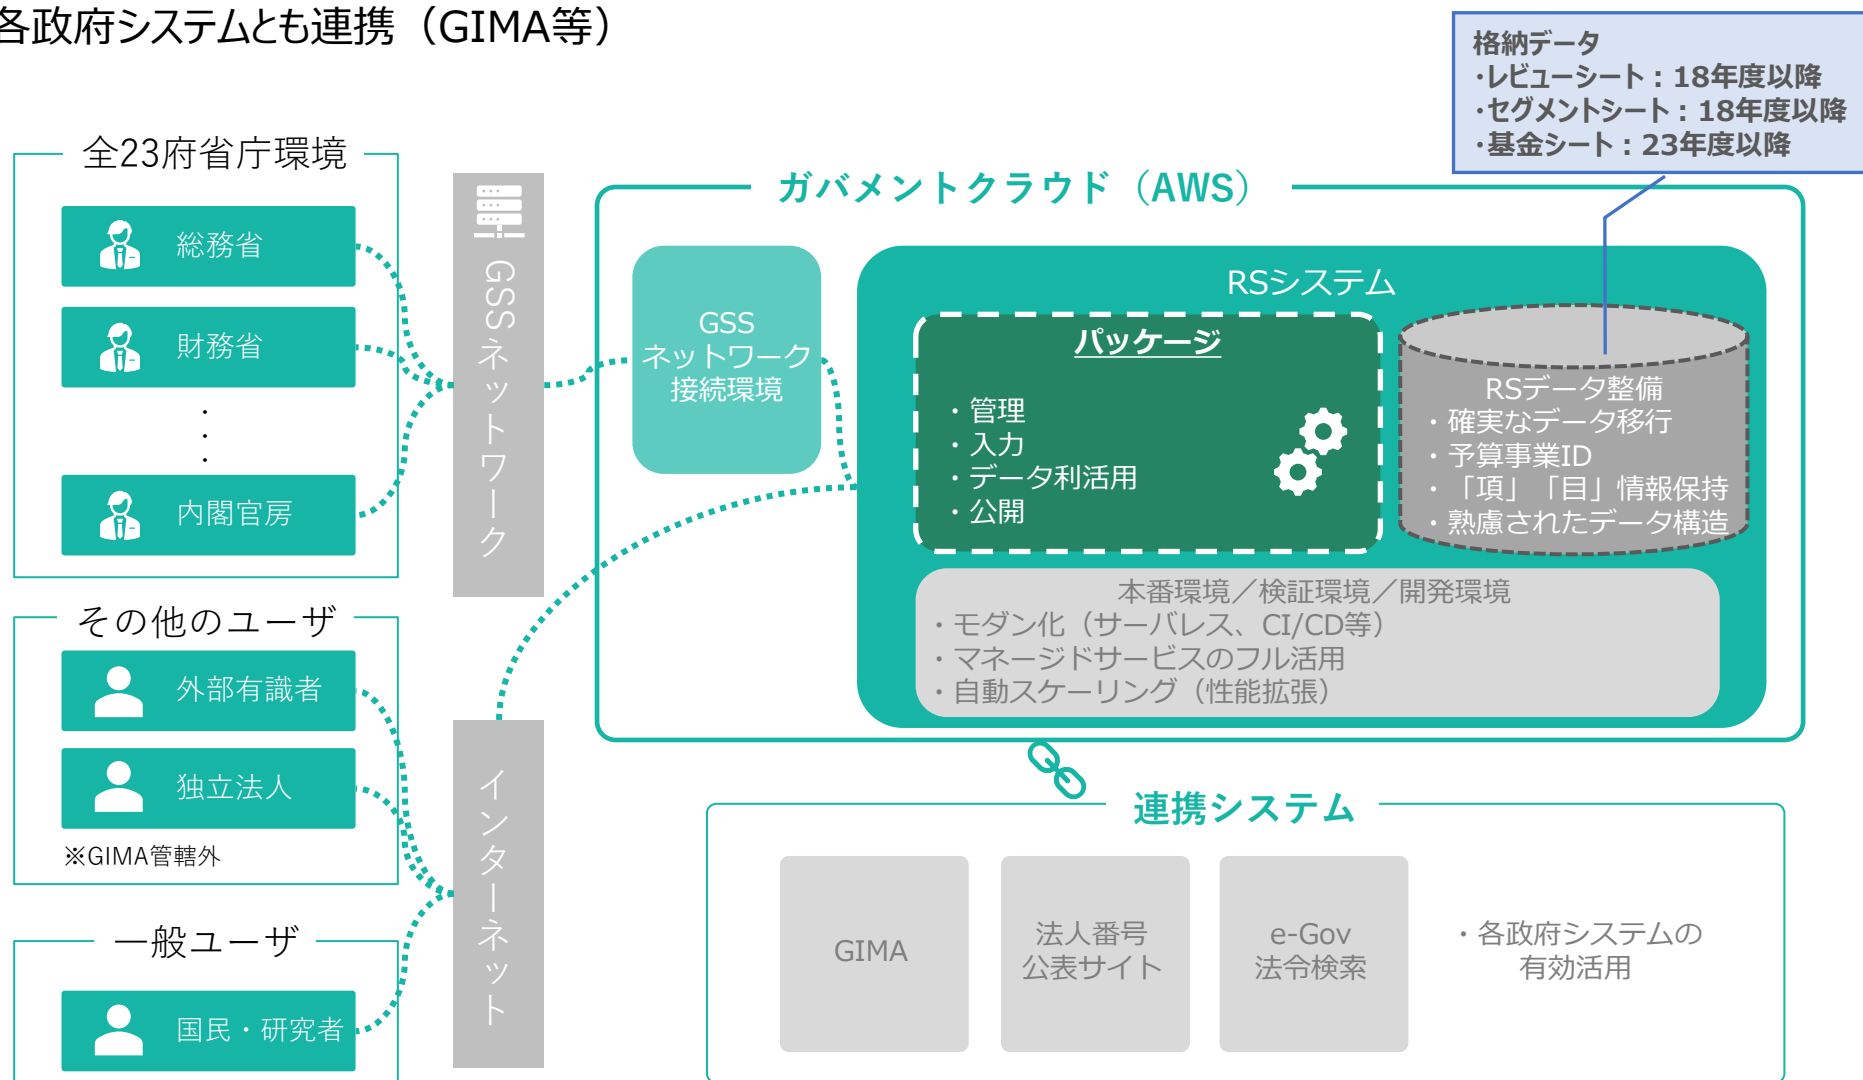 各政府システムとも連携（GIMA等）
格納データ
・レビューシート：18年度以降
・セグメントシート：18年度以降
・基金シート：23年度以降
全23府省庁環境
総務省
財務省
・
・
・
内閣官房
GSSネットワーク
ガバメントクラウド（AWS）
GSS
ネットワーク
接続環境
RSシステム
パッケージ
・管理
・入力
・データ利活用
・公開
RSデータ整備
・確実なデータ移行
・予算事業ID
・「項」「目」情報保持
・熟慮されたデータ構造
本番環境／検証環境／開発環境
・モダン化（サーバレス、CI/CD等）
・マネージドサービスのフル活用
・自動スケーリング（性能拡張）
その他のユーザ
外部有識者
独立法人
※GIMA管轄外
一般ユーザ
国民・研究者
インターネット
連携システム
GIMA
法人番号
公表サイト
e-Gov
法令検索
・各政府システムの
有効活用